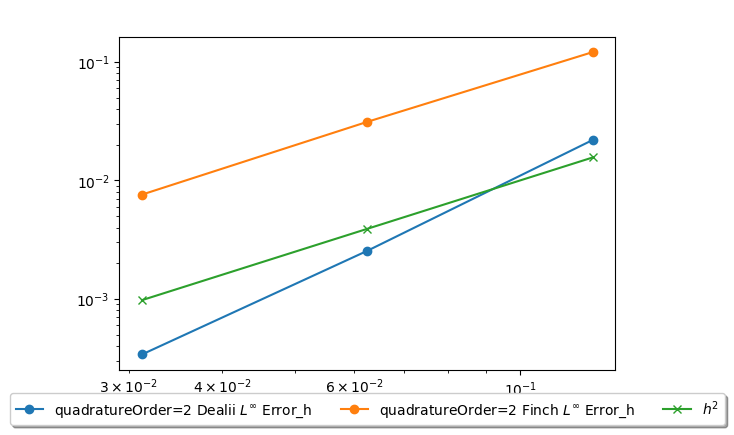 10⁻¹
10⁻²
10⁻³
3 × 10⁻² 4 × 10⁻² 6 × 10⁻² 10⁻¹
quadratureOrder=2 Dealii L∞ Error_h quadratureOrder=2 Finch L∞ Error_h h²